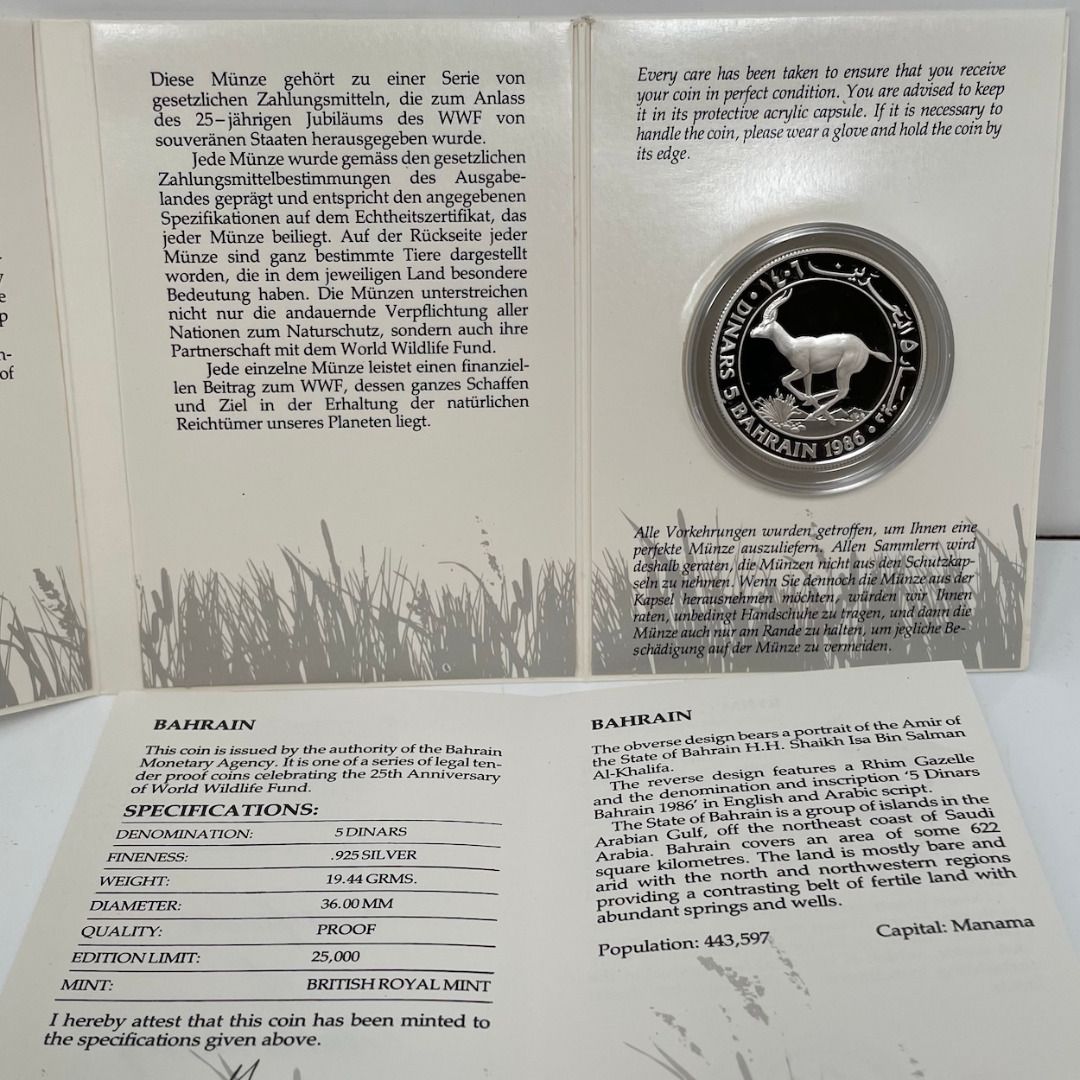 y
e
p
n-
of
Diese Münze gehört zu einer Serie von
gesetzlichen Zahlungsmitteln, die zum Anlass
des 25–jährigen Jubiläums des WWF von
souveränen Staaten herausgegeben wurde.
Jede Münze wurde gemäss den gesetzlichen
Zahlungsmittelbestimmungen des Ausgabe-
landes geprägt und entspricht den angegebenen
Spezifikationen auf dem Echtheitszertifikat, das
jeder Münze beiliegt. Auf der Rückseite jeder
Münze sind ganz bestimmte Tiere dargestellt
worden, die in dem jeweiligen Land besondere
Bedeutung haben. Die Münzen unterstreichen
nicht nur die andauernde Verpflichtung aller
Nationen zum Naturschutz, sondern auch ihre
Partnerschaft mit dem World Wildlife Fund.
Jede einzelne Münze leistet einen finanziel-
len Beitrag zum WWF, dessen ganzes Schaffen
und Ziel in der Erhaltung der natürlichen
Reichtümer unseres Planeten liegt.
Every care has been taken to ensure that you receive
your coin in perfect condition. You are advised to keep
it in its protective acrylic capsule. If it is necessary to
handle the coin, please wear a glove and hold the coin by
its edge.
١٤٠٦ البحرين ٥
DINARS 5 BAHRAIN 1986
Alle Vorkehrungen wurden getroffen, um Ihnen eine
perfekte Münze auszuliefern. Allen Sammlern wird
deshalb geraten, die Münzen nicht aus den Schutzkap-
seln zu nehmen. Wenn Sie dennoch die Münze aus der
Kapsel herausnehmen möchten, würden wir Ihnen
raten, unbedingt Handschuhe zu tragen, und dann die
Münze auch nur am Rande zu halten, um jegliche Be-
schädigung auf der Münze zu vermeiden.
BAHRAIN
This coin is issued by the authority of the Bahrain
Monetary Agency. It is one of a series of legal ten-
der proof coins celebrating the 25th Anniversary
of World Wildlife Fund.
SPECIFICATIONS:
DENOMINATION: 5 DINARS
FINENESS: .925 SILVER
WEIGHT: 19.44 GRMS.
DIAMETER: 36.00 MM
QUALITY: PROOF
EDITION LIMIT: 25,000
MINT: BRITISH ROYAL MINT
I hereby attest that this coin has been minted to
the specifications given above.
BAHRAIN
The obverse design bears a portrait of the Amir of
the State of Bahrain H.H. Shaikh Isa Bin Salman
Al-Khalifa.
The reverse design features a Rhim Gazelle
and the denomination and inscription '5 Dinars
Bahrain 1986' in English and Arabic script.
The State of Bahrain is a group of islands in the
Arabian Gulf, off the northeast coast of Saudi
Arabia. Bahrain covers an area of some 622
square kilometres. The land is mostly bare and
arid with the north and northwestern regions
providing a contrasting belt of fertile land with
abundant springs and wells.
Population: 443,597 Capital: Manama